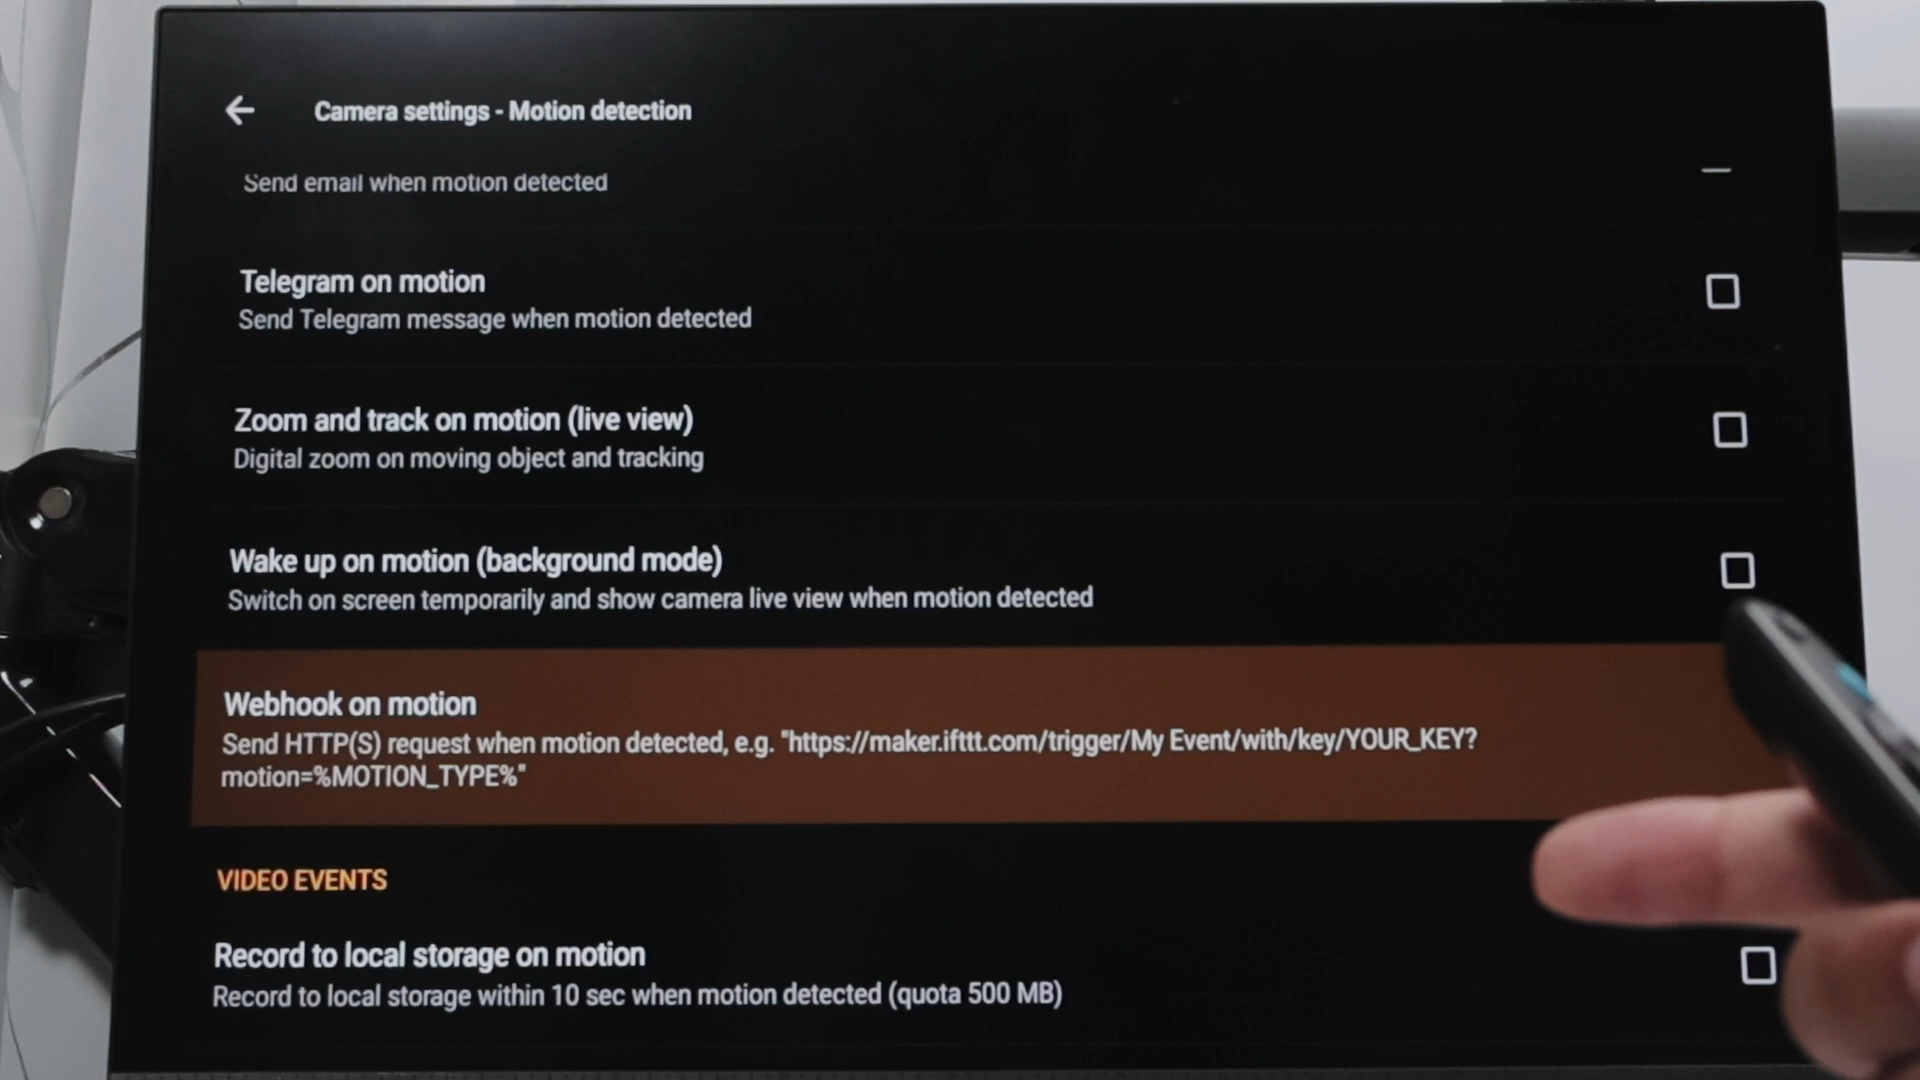 Camera settings - Motion detection
Send email when motion detected
Telegram on motion
Send Telegram message when motion detected
Zoom and track on motion (live view)
Digital zoom on moving object and tracking
Wake up on motion (background mode)
Switch on screen temporarily and show camera live view when motion detected
Webhook on motion
Send HTTP(S) request when motion detected, e.g. "https://maker.ifttt.com/trigger/My Event/with/key/YOUR_KEY?
motion=%MOTION_TYPE%"
VIDEO EVENTS
Record to local storage on motion
Record to local storage within 10 sec when motion detected (quota 500 MB)